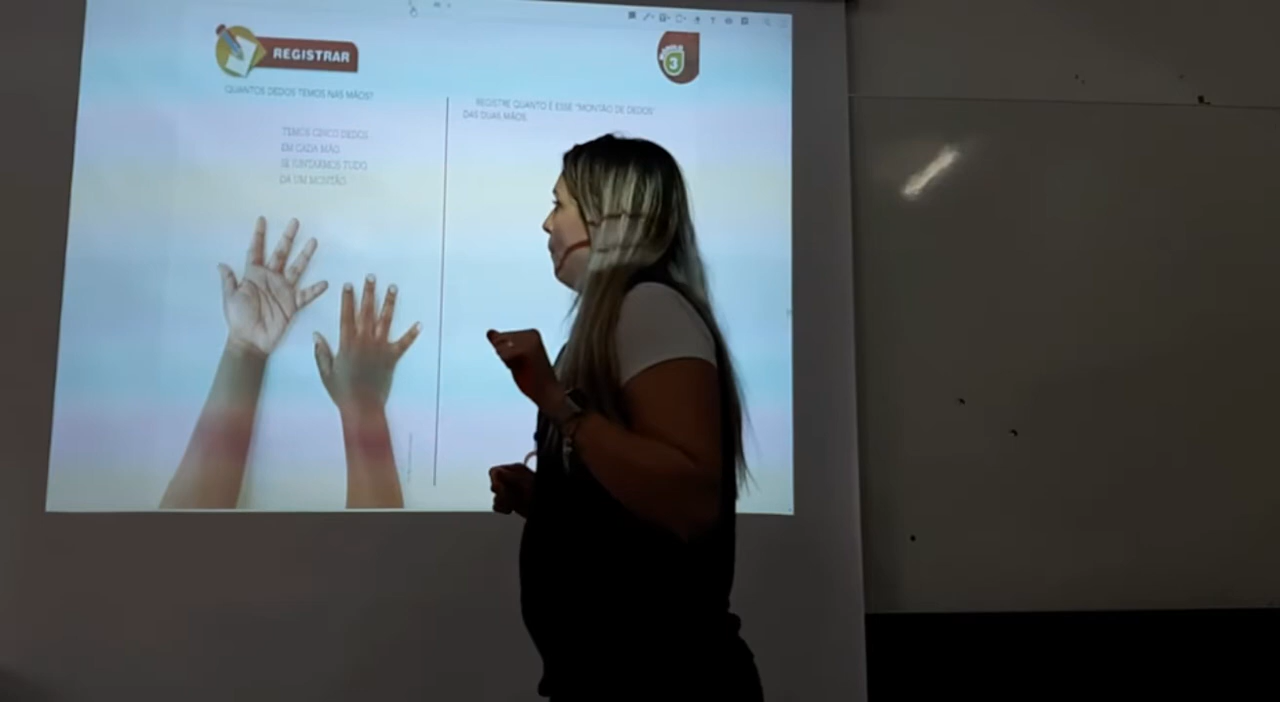 REGISTRAR
QUANTOS DEDOS TEMOS NAS MÃOS?
TEMOS CINCO DEDOS
EM CADA MÃO
SE JUNTARMOS TUDO
DÁ UM MONTÃO.
MÓDULO
3
REGISTRE QUANTO É ESSE "MONTÃO DE DEDOS"
DAS DUAS MÃOS.